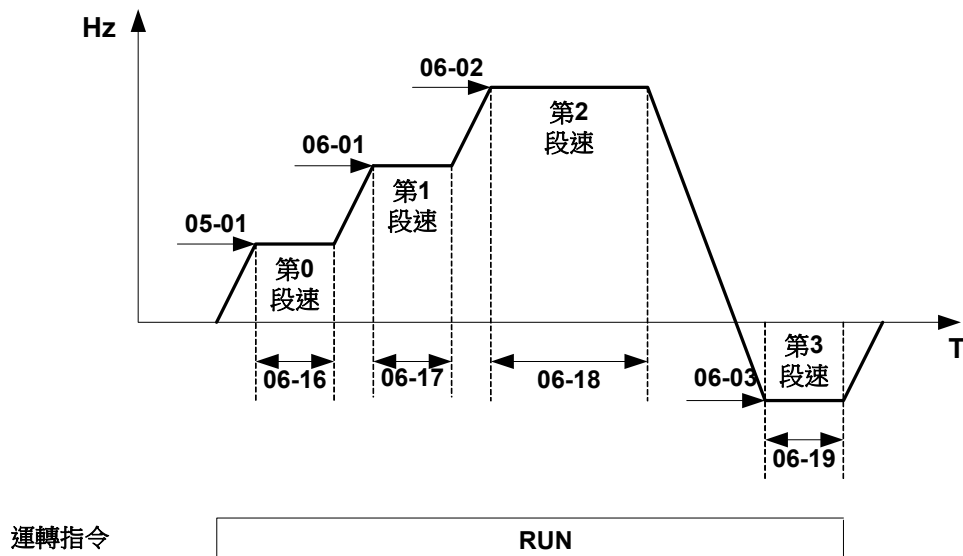 Hz
06-02
第2
段速
06-01
第1
段速
05-01
第0
段速
T
第3
段速
06-16
06-17
06-18
06-03
06-19
運轉指令
RUN